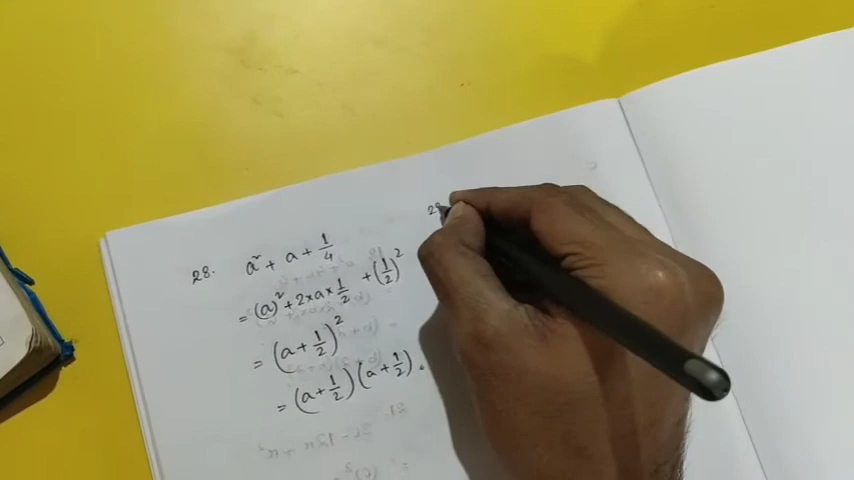 28. a² + a + 1/4
= (a)² + 2×a×1/2 + (1/2)²
= (a + 1/2)²
= (a + 1/2)(a + 1/2).